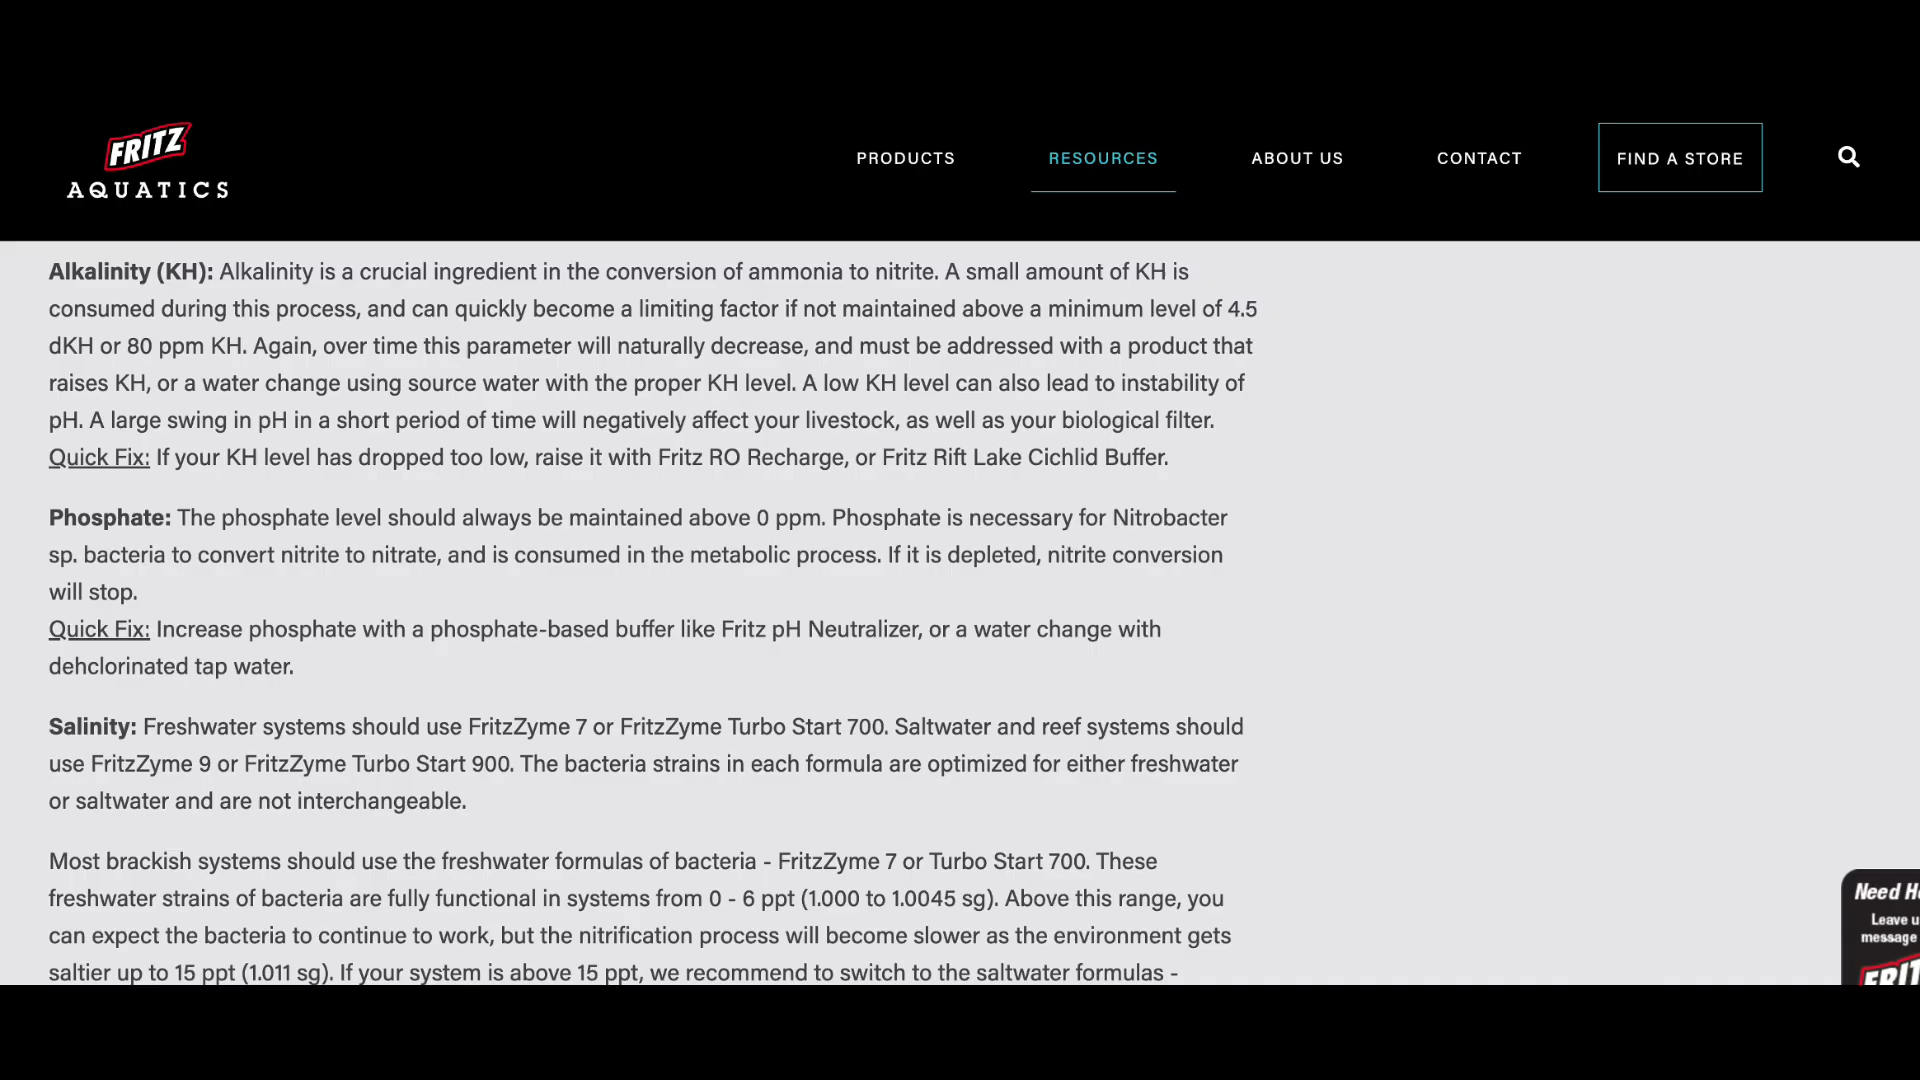 FRITZ
AQUATICS
PRODUCTS
RESOURCES
ABOUT US
CONTACT
FIND A STORE
Alkalinity (KH): Alkalinity is a crucial ingredient in the conversion of ammonia to nitrite. A small amount of KH is
consumed during this process, and can quickly become a limiting factor if not maintained above a minimum level of 4.5
dKH or 80 ppm KH. Again, over time this parameter will naturally decrease, and must be addressed with a product that
raises KH, or a water change using source water with the proper KH level. A low KH level can also lead to instability of
pH. A large swing in pH in a short period of time will negatively affect your livestock, as well as your biological filter.
Quick Fix: If your KH level has dropped too low, raise it with Fritz RO Recharge, or Fritz Rift Lake Cichlid Buffer.
Phosphate: The phosphate level should always be maintained above 0 ppm. Phosphate is necessary for Nitrobacter
sp. bacteria to convert nitrite to nitrate, and is consumed in the metabolic process. If it is depleted, nitrite conversion
will stop.
Quick Fix: Increase phosphate with a phosphate-based buffer like Fritz pH Neutralizer, or a water change with
dehclorinated tap water.
Salinity: Freshwater systems should use FritzZyme 7 or FritzZyme Turbo Start 700. Saltwater and reef systems should
use FritzZyme 9 or FritzZyme Turbo Start 900. The bacteria strains in each formula are optimized for either freshwater
or saltwater and are not interchangeable.
Most brackish systems should use the freshwater formulas of bacteria - FritzZyme 7 or Turbo Start 700. These
freshwater strains of bacteria are fully functional in systems from 0 - 6 ppt (1.000 to 1.0045 sg). Above this range, you
can expect the bacteria to continue to work, but the nitrification process will become slower as the environment gets
saltier up to 15 ppt (1.011 sg). If your system is above 15 ppt, we recommend to switch to the saltwater formulas -
Need
Leave
message